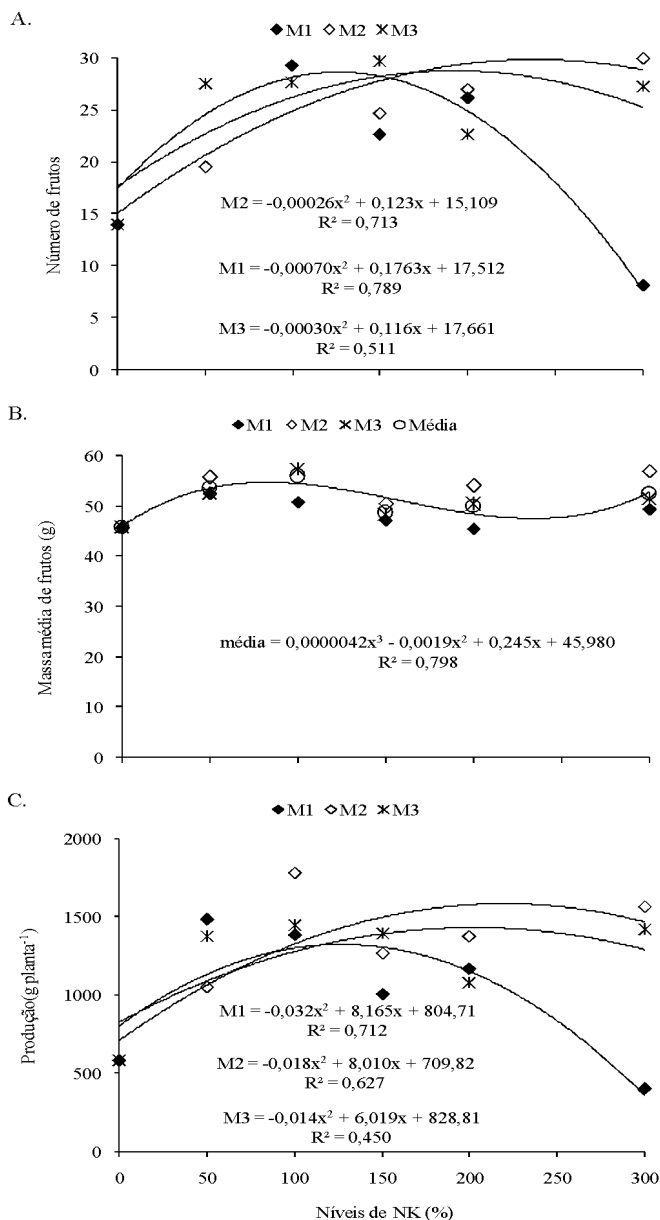 A.
M1 M2 M3
30
25
20
15
10
5
0
Número de frutos
M2 = -0,00026x² + 0,123x + 15,109
R² = 0,713
M1 = -0,00070x² + 0,1763x + 17,512
R² = 0,789
M3 = -0,00030x² + 0,116x + 17,661
R² = 0,511
B.
M1 M2 M3 Média
60
50
40
30
20
10
0
Massa média de frutos (g)
média = 0,0000042x³ - 0,0019x² + 0,245x + 45,980
R² = 0,798
C.
M1 M2 M3
2000
1500
1000
500
0
Produção(g planta⁻¹)
M1 = -0,032x² + 8,165x + 804,71
R² = 0,712
M2 = -0,018x² + 8,010x + 709,82
R² = 0,627
M3 = -0,014x² + 6,019x + 828,81
R² = 0,450
0 50 100 150 200 250 300
Níveis de NK (%)